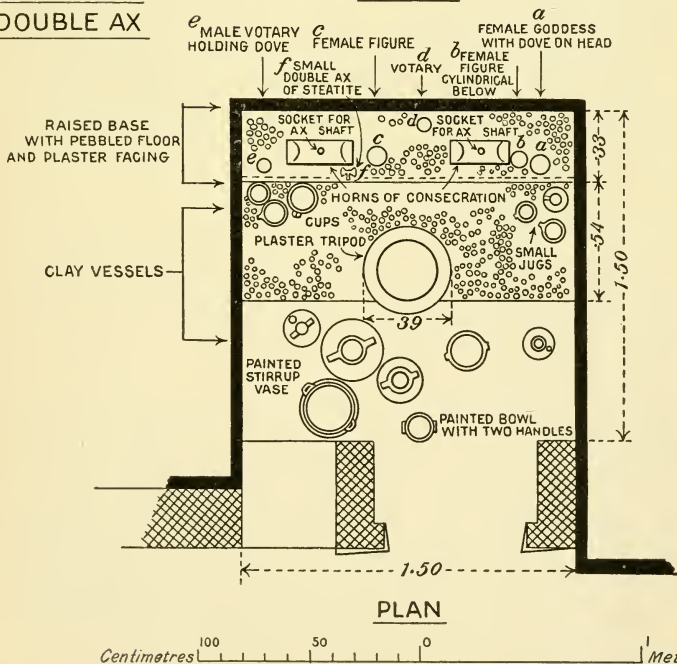 DOUBLE AX
e MALE VOTARY
HOLDING DOVE
c
FEMALE FIGURE
d
VOTARY
b FEMALE
FIGURE
CYLINDRICAL
BELOW
a
FEMALE GODDESS
WITH DOVE ON HEAD
f SMALL
DOUBLE AX
OF STEATITE
RAISED BASE
WITH PEBBLED FLOOR
AND PLASTER FACING
SOCKET FOR
AX SHAFT
d
SOCKET
FOR AX SHAFT
e
c
b
a
f
HORNS OF CONSECRATION
CUPS
PLASTER TRIPOD
SMALL
JUGS
CLAY VESSELS
·33
·54
1·50
39
PAINTED
STIRRUP
VASE
PAINTED BOWL
WITH TWO HANDLES
1·50
PLAN
Centimetres
100
50
0
1
Met